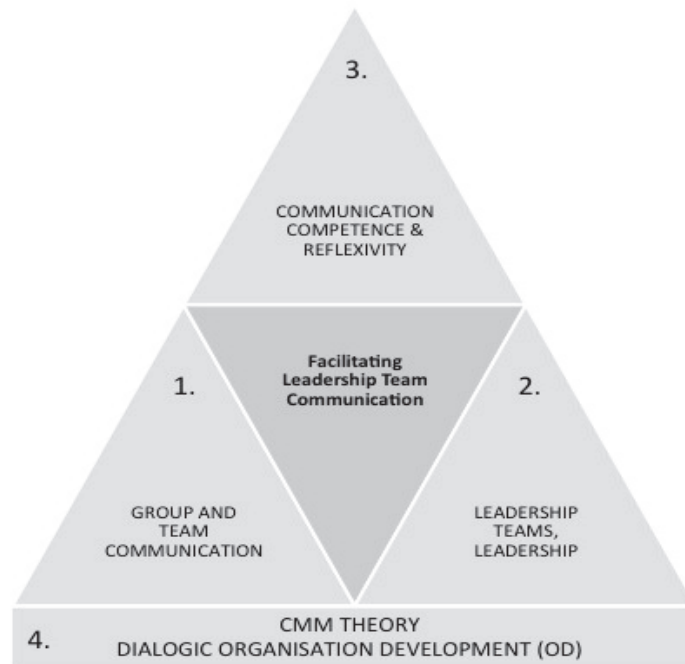 3.
COMMUNICATION
COMPETENCE &
REFLEXIVITY
Facilitating
Leadership Team
Communication
1.
GROUP AND
TEAM
COMMUNICATION
2.
LEADERSHIP
TEAMS,
LEADERSHIP
4.
CMM THEORY
DIALOGIC ORGANISATION DEVELOPMENT (OD)